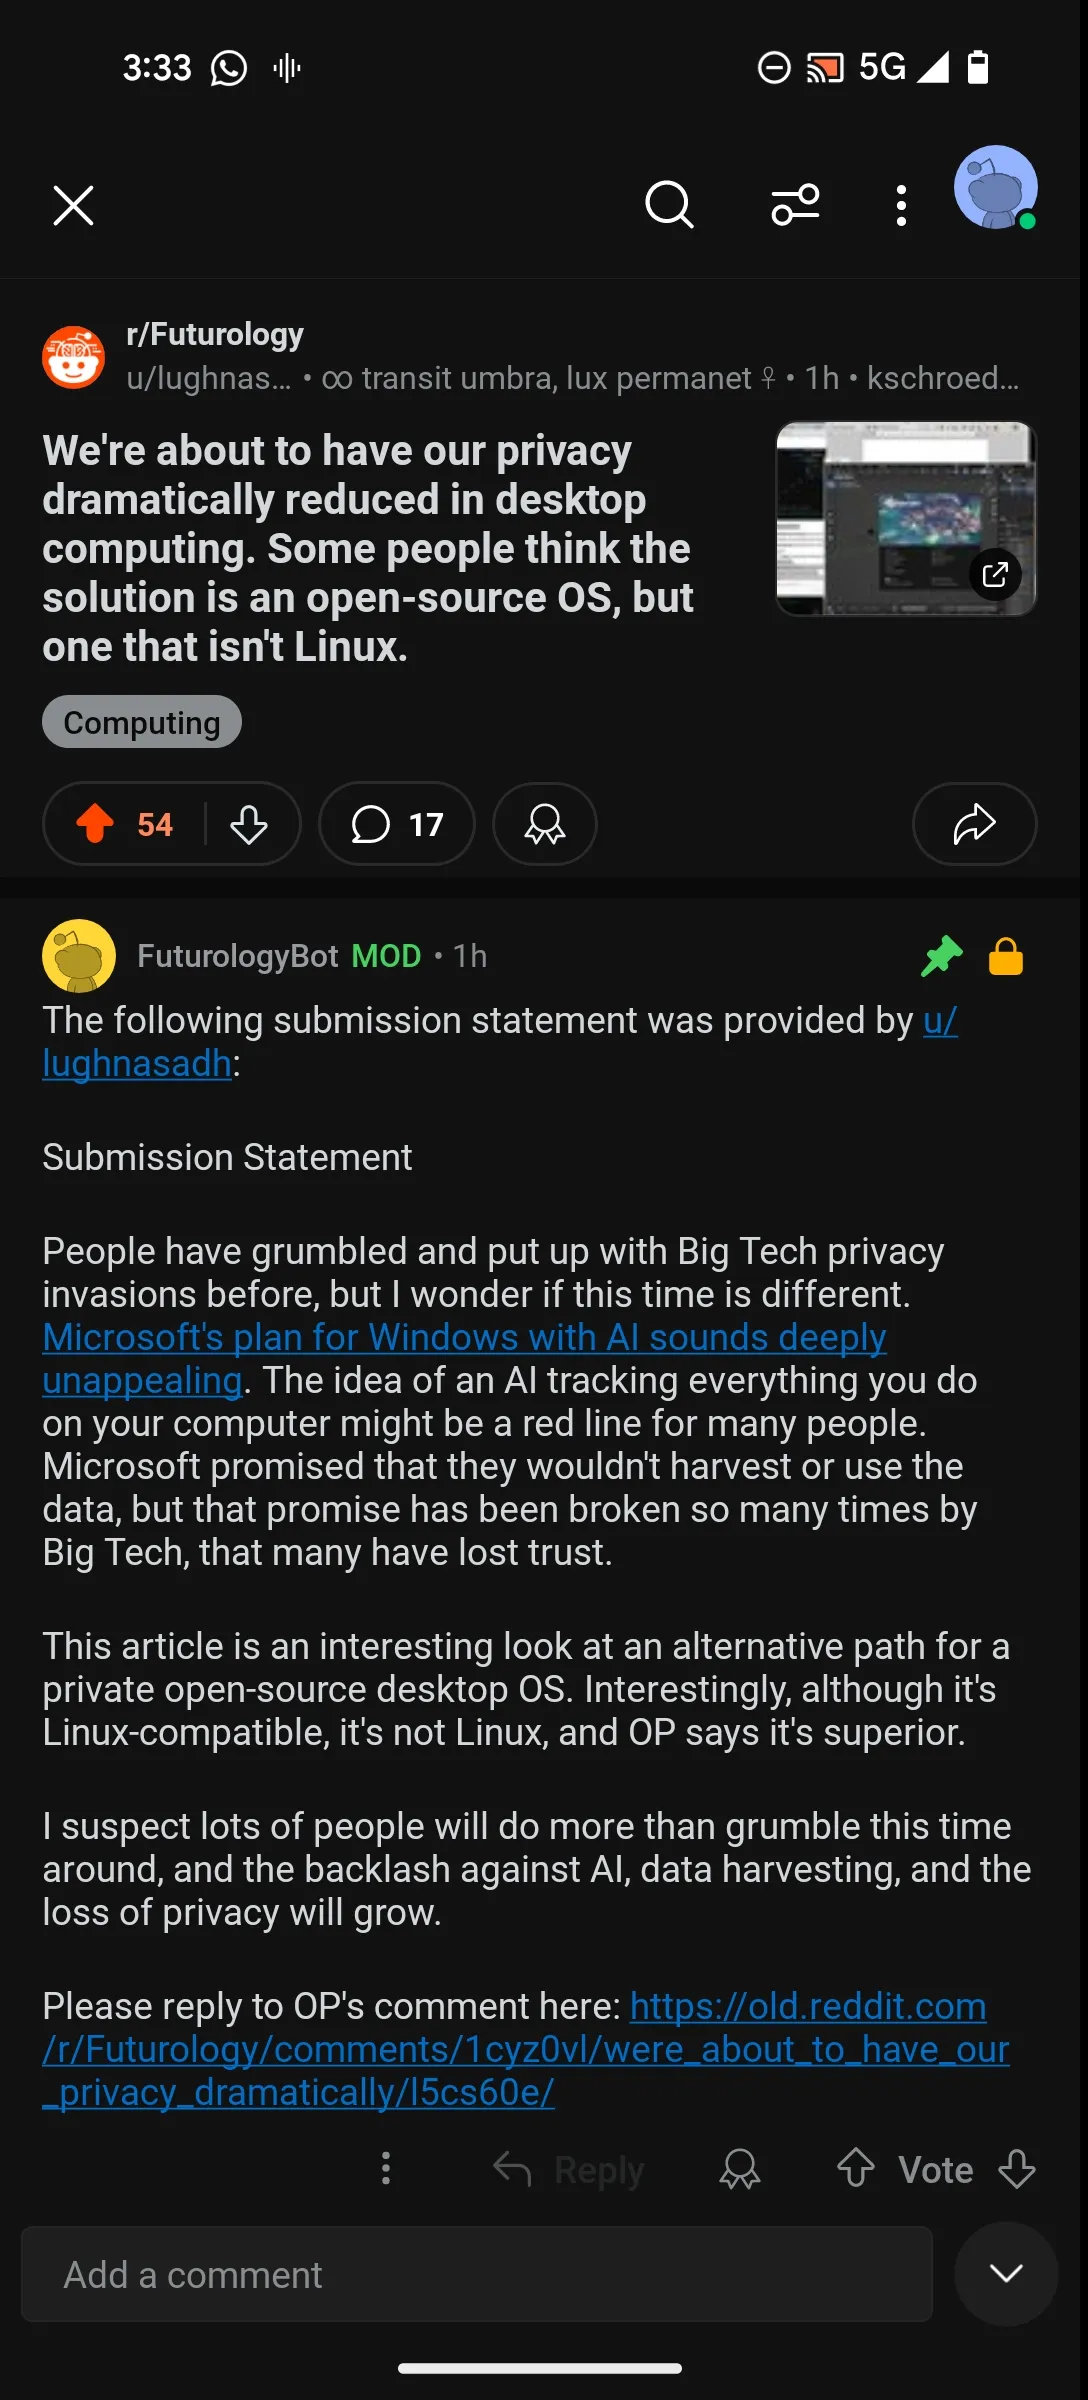 3:33 5G
r/Futurology
u/lughnas... • ∞ transit umbra, lux permanet ♀ • 1h • kschroed...
We're about to have our privacy
dramatically reduced in desktop
computing. Some people think the
solution is an open-source OS, but
one that isn't Linux.
Computing
54 17
FuturologyBot MOD • 1h
The following submission statement was provided by u/
lughnasadh:
Submission Statement
People have grumbled and put up with Big Tech privacy
invasions before, but I wonder if this time is different.
Microsoft's plan for Windows with AI sounds deeply
unappealing. The idea of an AI tracking everything you do
on your computer might be a red line for many people.
Microsoft promised that they wouldn't harvest or use the
data, but that promise has been broken so many times by
Big Tech, that many have lost trust.
This article is an interesting look at an alternative path for a
private open-source desktop OS. Interestingly, although it's
Linux-compatible, it's not Linux, and OP says it's superior.
I suspect lots of people will do more than grumble this time
around, and the backlash against AI, data harvesting, and the
loss of privacy will grow.
Please reply to OP's comment here: https://old.reddit.com
/r/Futurology/comments/1cyz0vl/were_about_to_have_our
_privacy_dramatically/l5cs60e/
Reply Vote
Add a comment